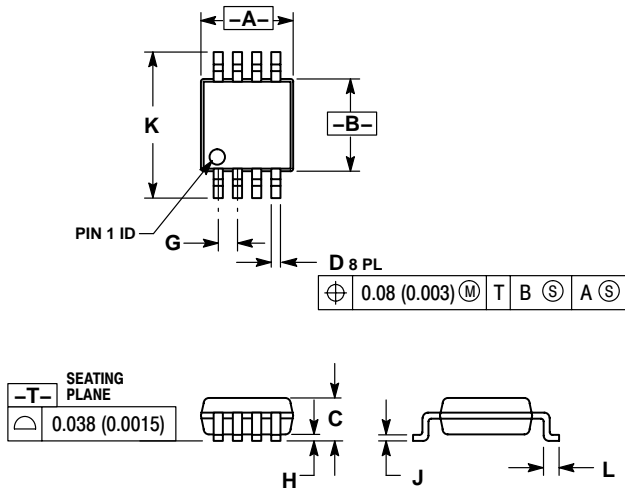 –A–
K
–B–
PIN 1 ID
G
D 8 PL
0.08 (0.003) Ⓜ T B Ⓢ A Ⓢ
–T– SEATING
PLANE
0.038 (0.0015)
C
H
J
L